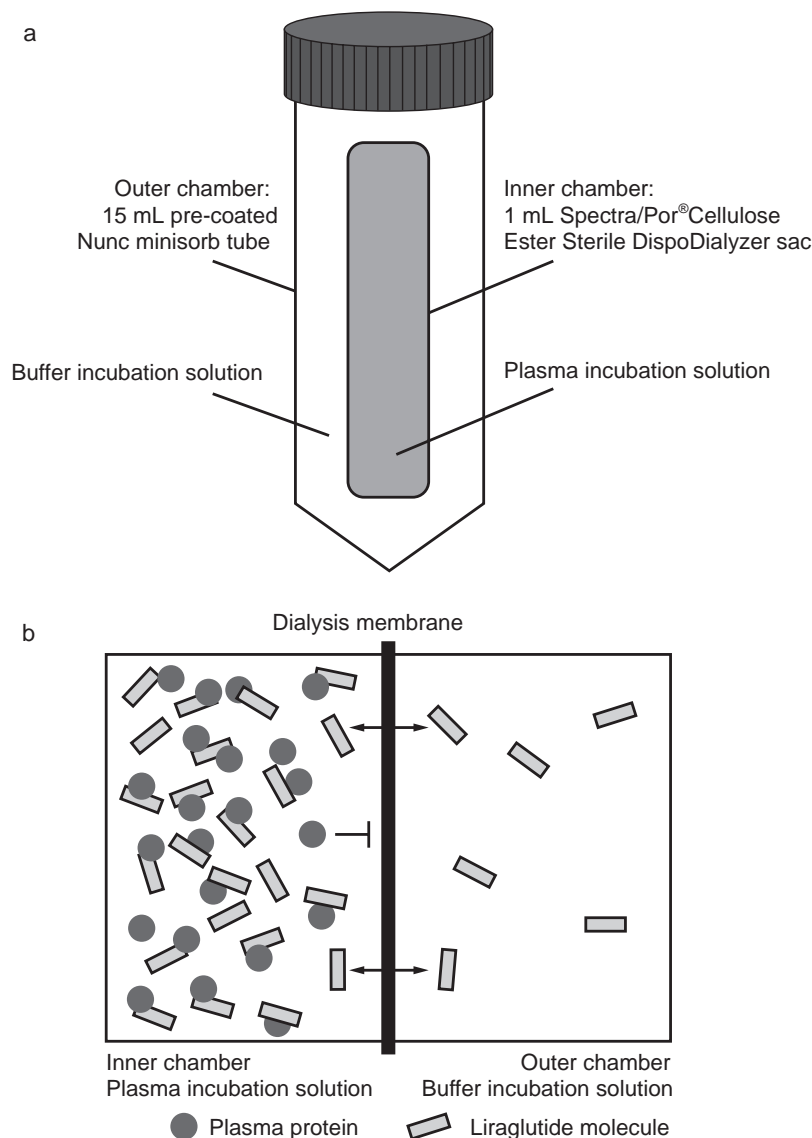 a
Outer chamber:
15 mL pre-coated
Nunc minisorb tube
Inner chamber:
1 mL Spectra/Por®Cellulose
Ester Sterile DispoDialyzer sac
Buffer incubation solution
Plasma incubation solution
b
Dialysis membrane
Inner chamber
Plasma incubation solution
Outer chamber
Buffer incubation solution
Plasma protein
Liraglutide molecule